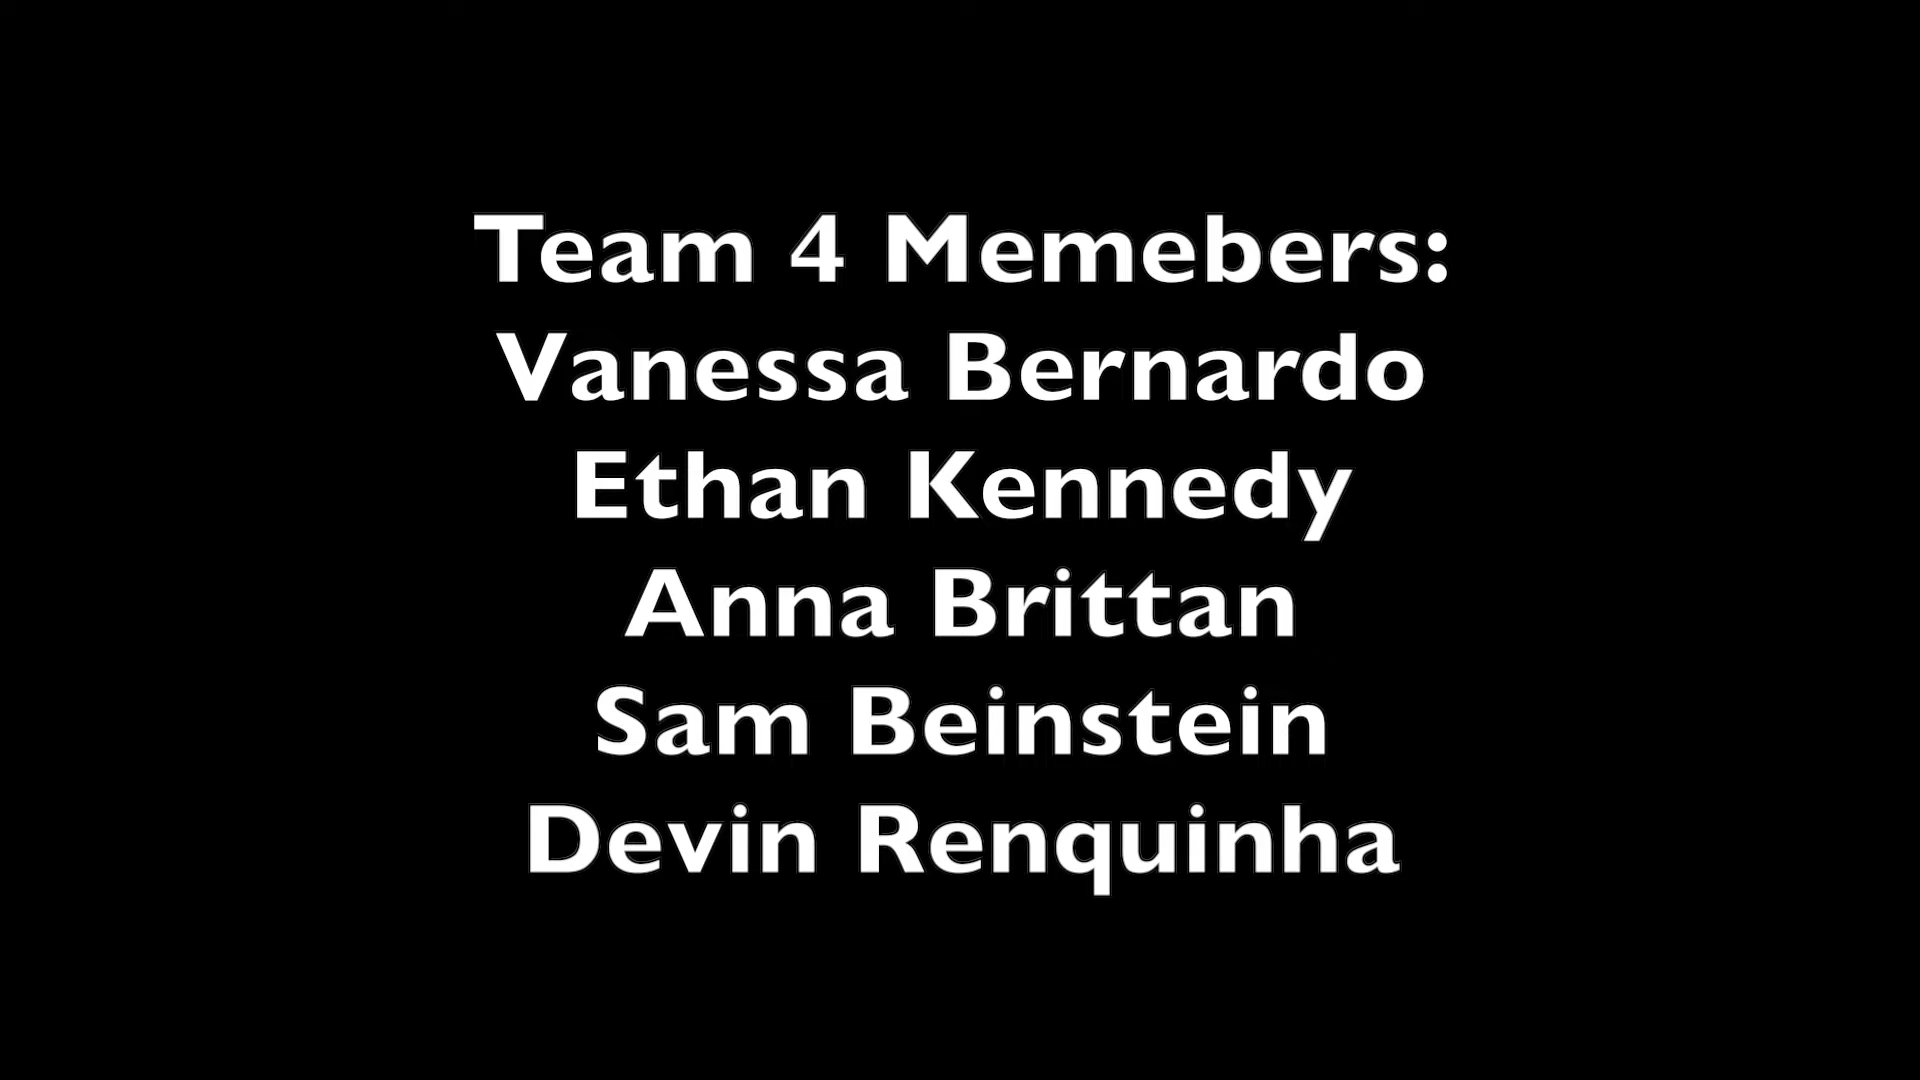 Team 4 Memebers:
Vanessa Bernardo
Ethan Kennedy
Anna Brittan
Sam Beinstein
Devin Renquinha